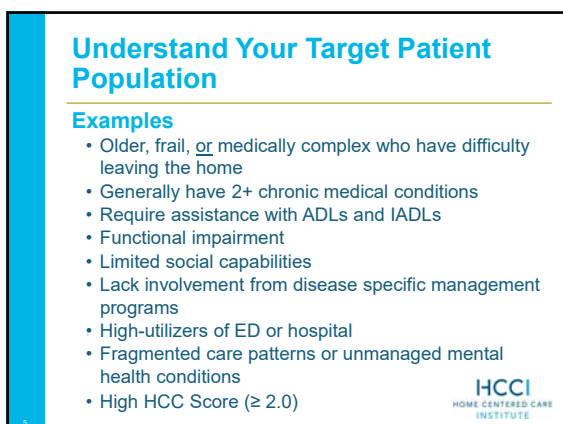 Understand Your Target Patient
Population
Examples
• Older, frail, or medically complex who have difficulty
leaving the home
• Generally have 2+ chronic medical conditions
• Require assistance with ADLs and IADLs
• Functional impairment
• Limited social capabilities
• Lack involvement from disease specific management
programs
• High-utilizers of ED or hospital
• Fragmented care patterns or unmanaged mental
health conditions
• High HCC Score (≥ 2.0)
HCCI
HOME CENTERED CARE
INSTITUTE
5